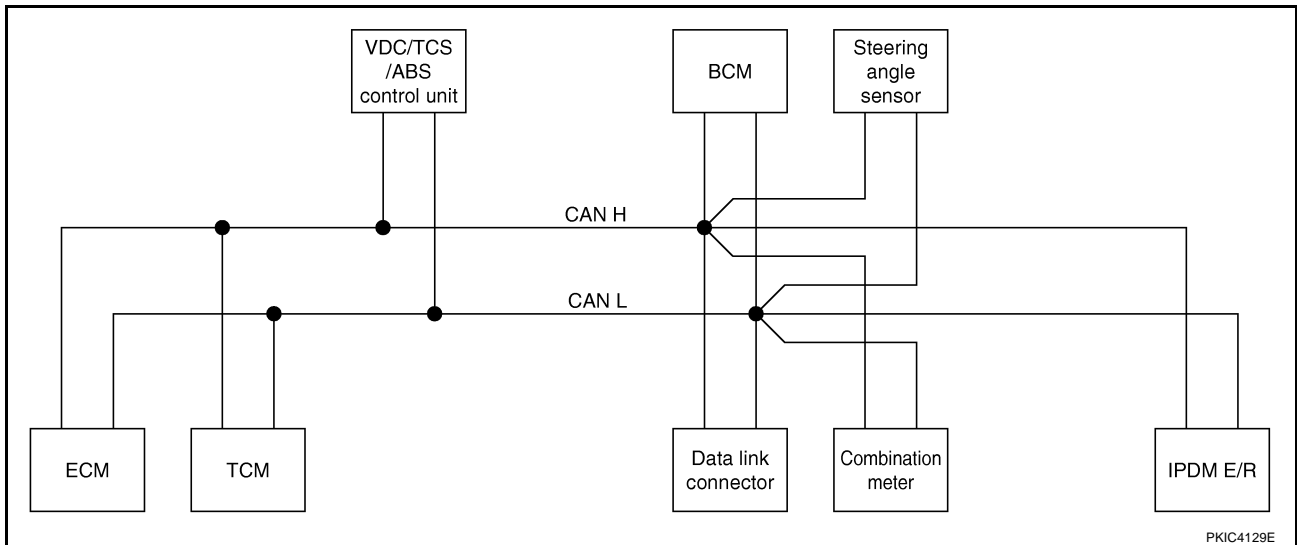 VDC/TCS
/ABS
control unit
BCM
Steering
angle
sensor
CAN H
CAN L
ECM
TCM
Data link
connector
Combination
meter
IPDM E/R
PKIC4129E